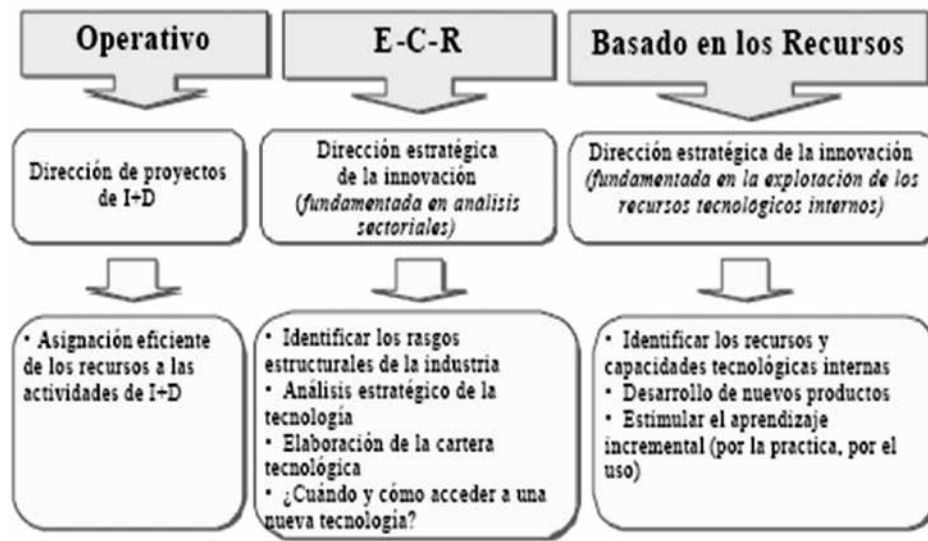 Operativo
E-C-R
Basado en los Recursos
Dirección de proyectos
de I+D
Dirección estratégica
de la innovación
(fundamentada en análisis
sectoriales)
Dirección estratégica de la innovación
(fundamentada en la explotación de los
recursos tecnológicos internos)
• Asignación eficiente
de los recursos a las
actividades de I+D
• Identificar los rasgos
estructurales de la industria
• Análisis estratégico de la
tecnología
• Elaboración de la cartera
tecnológica
• ¿Cuándo y cómo acceder a una
nueva tecnología?
• Identificar los recursos y
capacidades tecnológicas internas
• Desarrollo de nuevos productos
• Estimular el aprendizaje
incremental (por la practica, por el
uso)